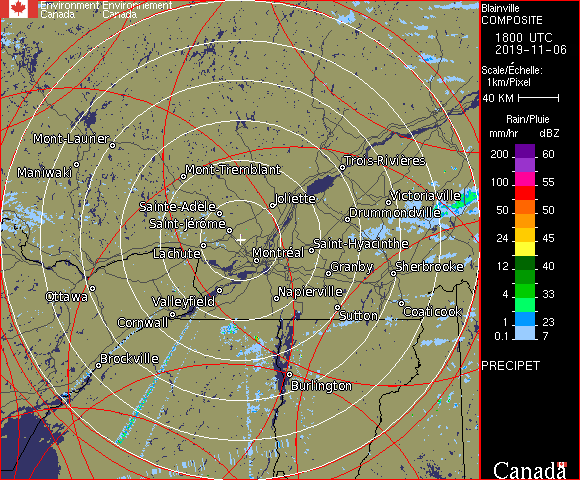 Environment Environnement
Canada Canada
Blainville
COMPOSITE
1800 UTC
2019-11-06
Scale/Échelle:
1km/Pixel
40 KM
Rain/Pluie
mm/hr dBZ
200 60
150 57
100 55
50 50
24 45
12 40
4 33
1 23
0.1 7
PRECIPET
Canada
Mont-Laurier
Maniwaki
Mont-Tremblant
Trois-Rivières
Joliette
Victoriaville
Sainte-Adèle
Drummondville
Saint-Jérôme
Saint-Hyacinthe
Lachute
Montréal
Granby
Sherbrooke
Ottawa
Valleyfield
Napierville
Coaticook
Cornwall
Sutton
Brockville
Burlington